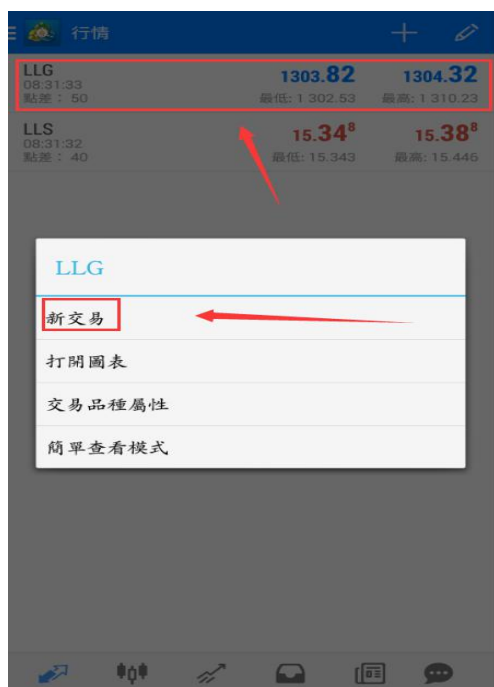 行情
LLG
08:31:33
點差： 50
1303.82
最低: 1 302.53
1304.32
最高: 1 310.23
LLS
08:31:32
點差： 40
15.34⁸
最低: 15.343
15.38⁸
最高: 15.446
LLG
新交易
打開圖表
交易品種屬性
簡單查看模式